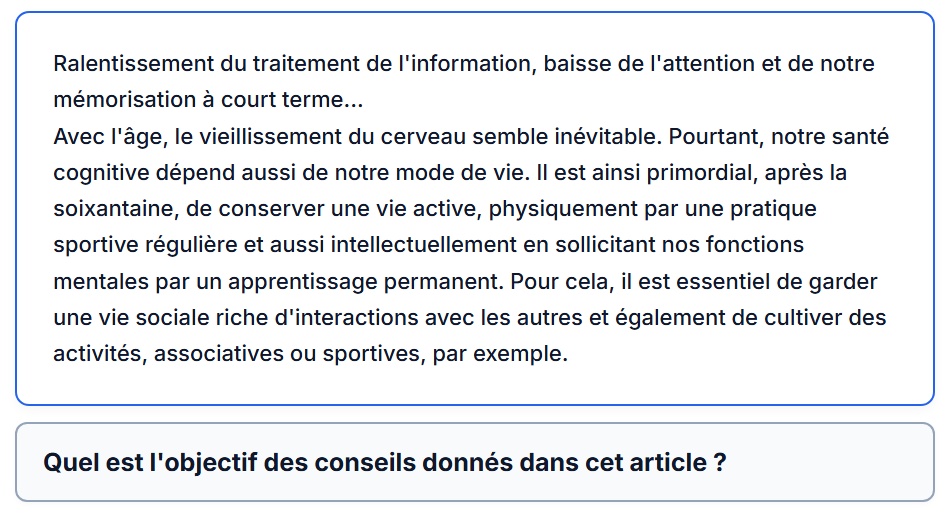 Ralentissement du traitement de l'information, baisse de l'attention et de notre
mémorisation à court terme...
Avec l'âge, le vieillissement du cerveau semble inévitable. Pourtant, notre santé
cognitive dépend aussi de notre mode de vie. Il est ainsi primordial, après la
soixantaine, de conserver une vie active, physiquement par une pratique
sportive régulière et aussi intellectuellement en sollicitant nos fonctions
mentales par un apprentissage permanent. Pour cela, il est essentiel de garder
une vie sociale riche d'interactions avec les autres et également de cultiver des
activités, associatives ou sportives, par exemple.
Quel est l'objectif des conseils donnés dans cet article ?